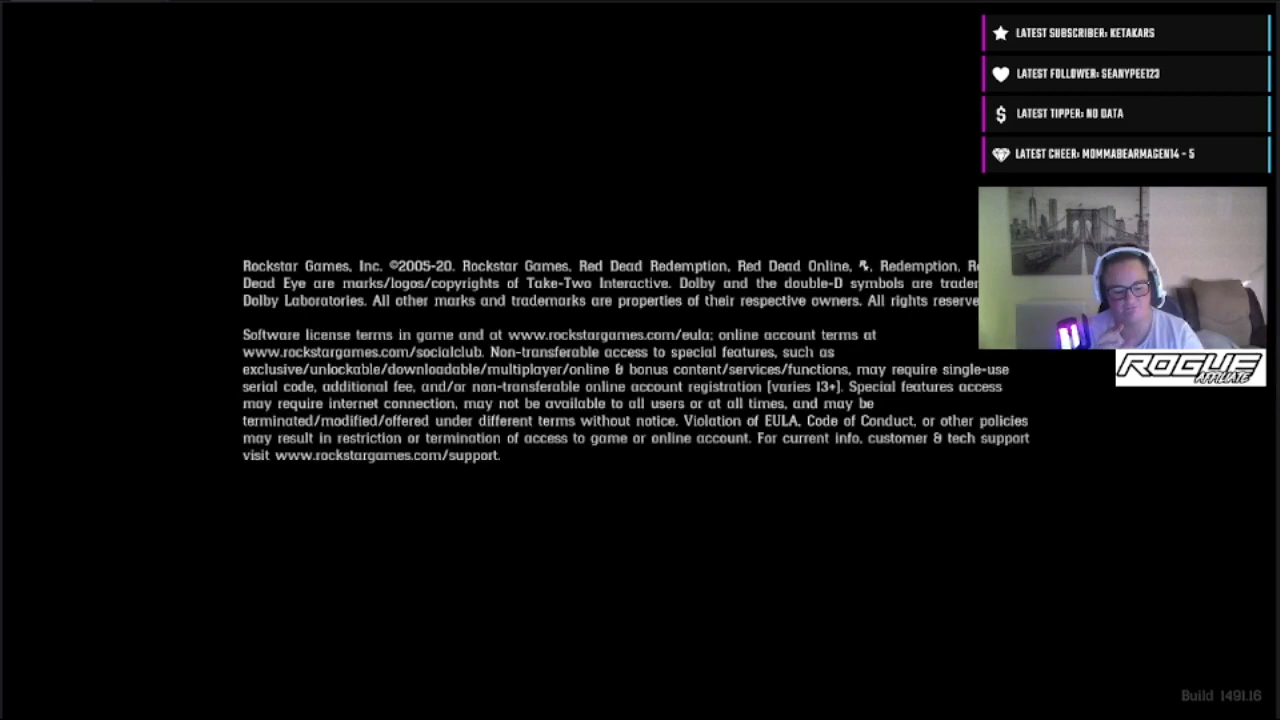 LATEST SUBSCRIBER: KETAKARS
LATEST FOLLOWER: SEANYPEE123
LATEST TIPPER: NO DATA
LATEST CHEER: MOMMABEARMAGEN14 - 5
Rockstar Games, Inc. ©2005-20. Rockstar Games, Red Dead Redemption, Red Dead Online, Redemption,
Dead Eye are marks/logos/copyrights of Take-Two Interactive. Dolby and the double-D symbols are
Dolby Laboratories. All other marks and trademarks are properties of their respective owners. All rights
Software license terms in game and at www.rockstargames.com/eula; online account terms at
www.rockstargames.com/socialclub. Non-transferable access to special features, such as
exclusive/unlockable/downloadable/multiplayer/online & bonus content/services/functions, may require single-use
serial code, additional fee, and/or non-transferable online account registration (varies 13+). Special features access
may require internet connection, may not be available to all users or at all times, and may be
terminated/modified/offered under different terms without notice. Violation of EULA, Code of Conduct, or other policies
may result in restriction or termination of access to game or online account. For current info, customer & tech support
visit www.rockstargames.com/support.
ROGUE
AFFILIATE
Build 1491.16